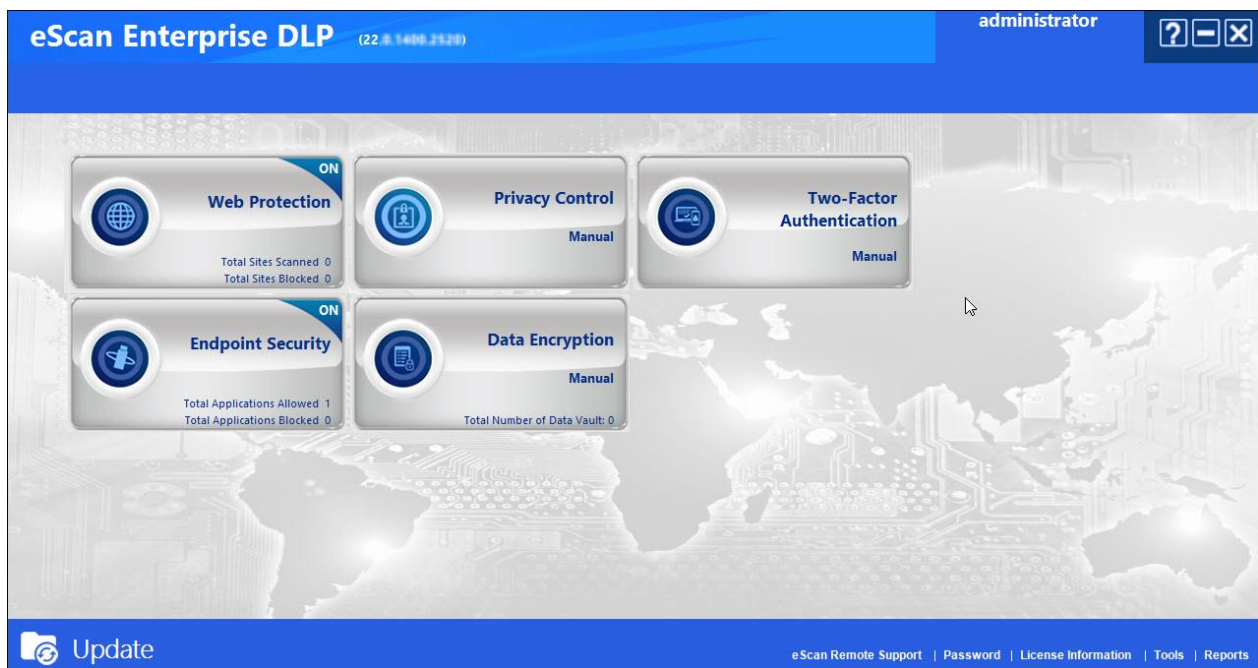 eScan Enterprise DLP (22
administrator
ON
Web Protection
Total Sites Scanned 0
Total Sites Blocked 0
Privacy Control
Manual
Two-Factor
Authentication
Manual
ON
Endpoint Security
Total Applications Allowed 1
Total Applications Blocked 0
Data Encryption
Manual
Total Number of Data Vault: 0
Update
eScan Remote Support | Password | License Information | Tools | Reports